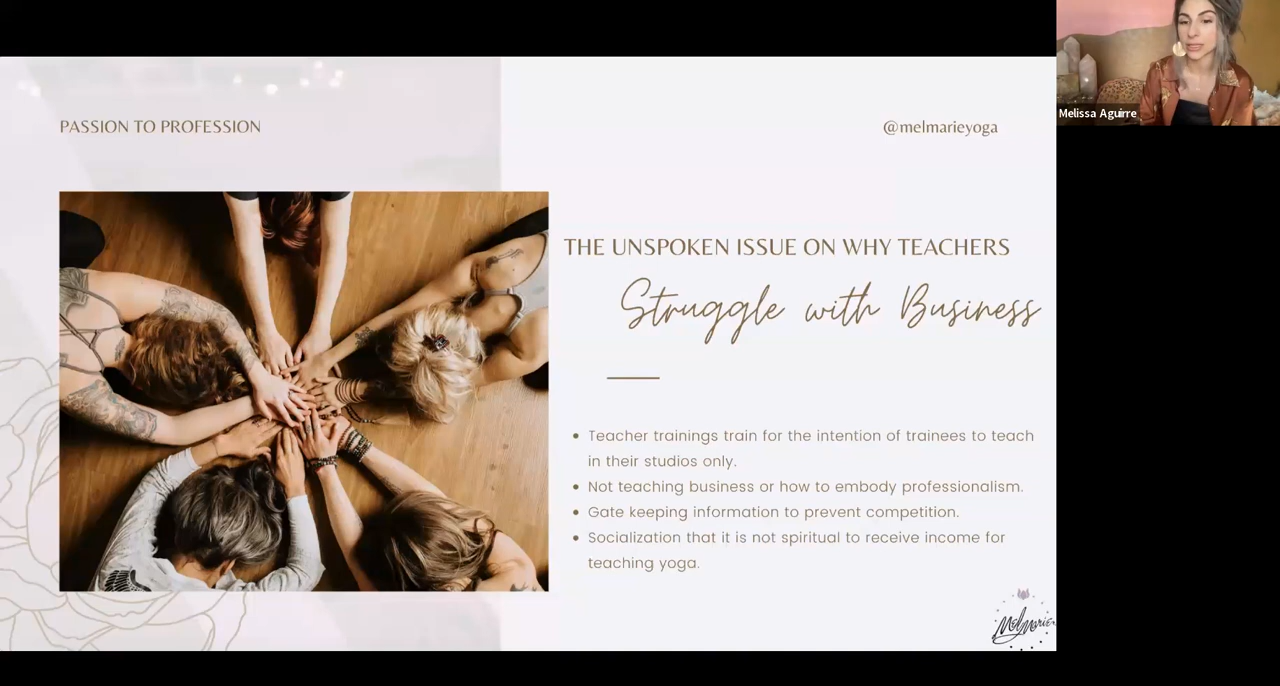 PASSION TO PROFESSION
@melmarieyoga
Melissa Aguirre
THE UNSPOKEN ISSUE ON WHY TEACHERS
Struggle with Business
• Teacher trainings train for the intention of trainees to teach
in their studios only.
• Not teaching business or how to embody professionalism.
• Gate keeping information to prevent competition.
• Socialization that it is not spiritual to receive income for
teaching yoga.
MelMarie